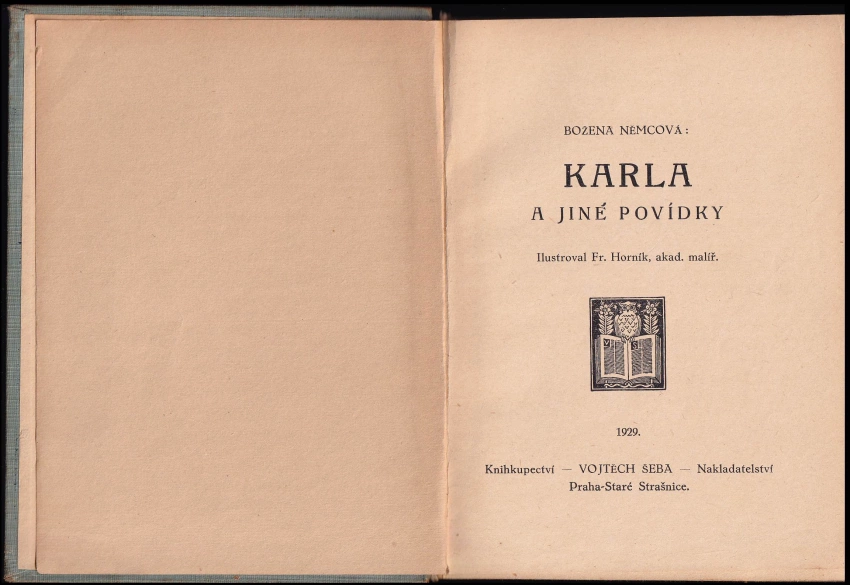 BOŽENA NĚMCOVÁ:
KARLA
A JINÉ POVÍDKY
Ilustroval Fr. Horník, akad. malíř.
V Š
1929.
Knihkupectví — VOJTĚCH ŠEBA — Nakladatelství
Praha-Staré Strašnice.